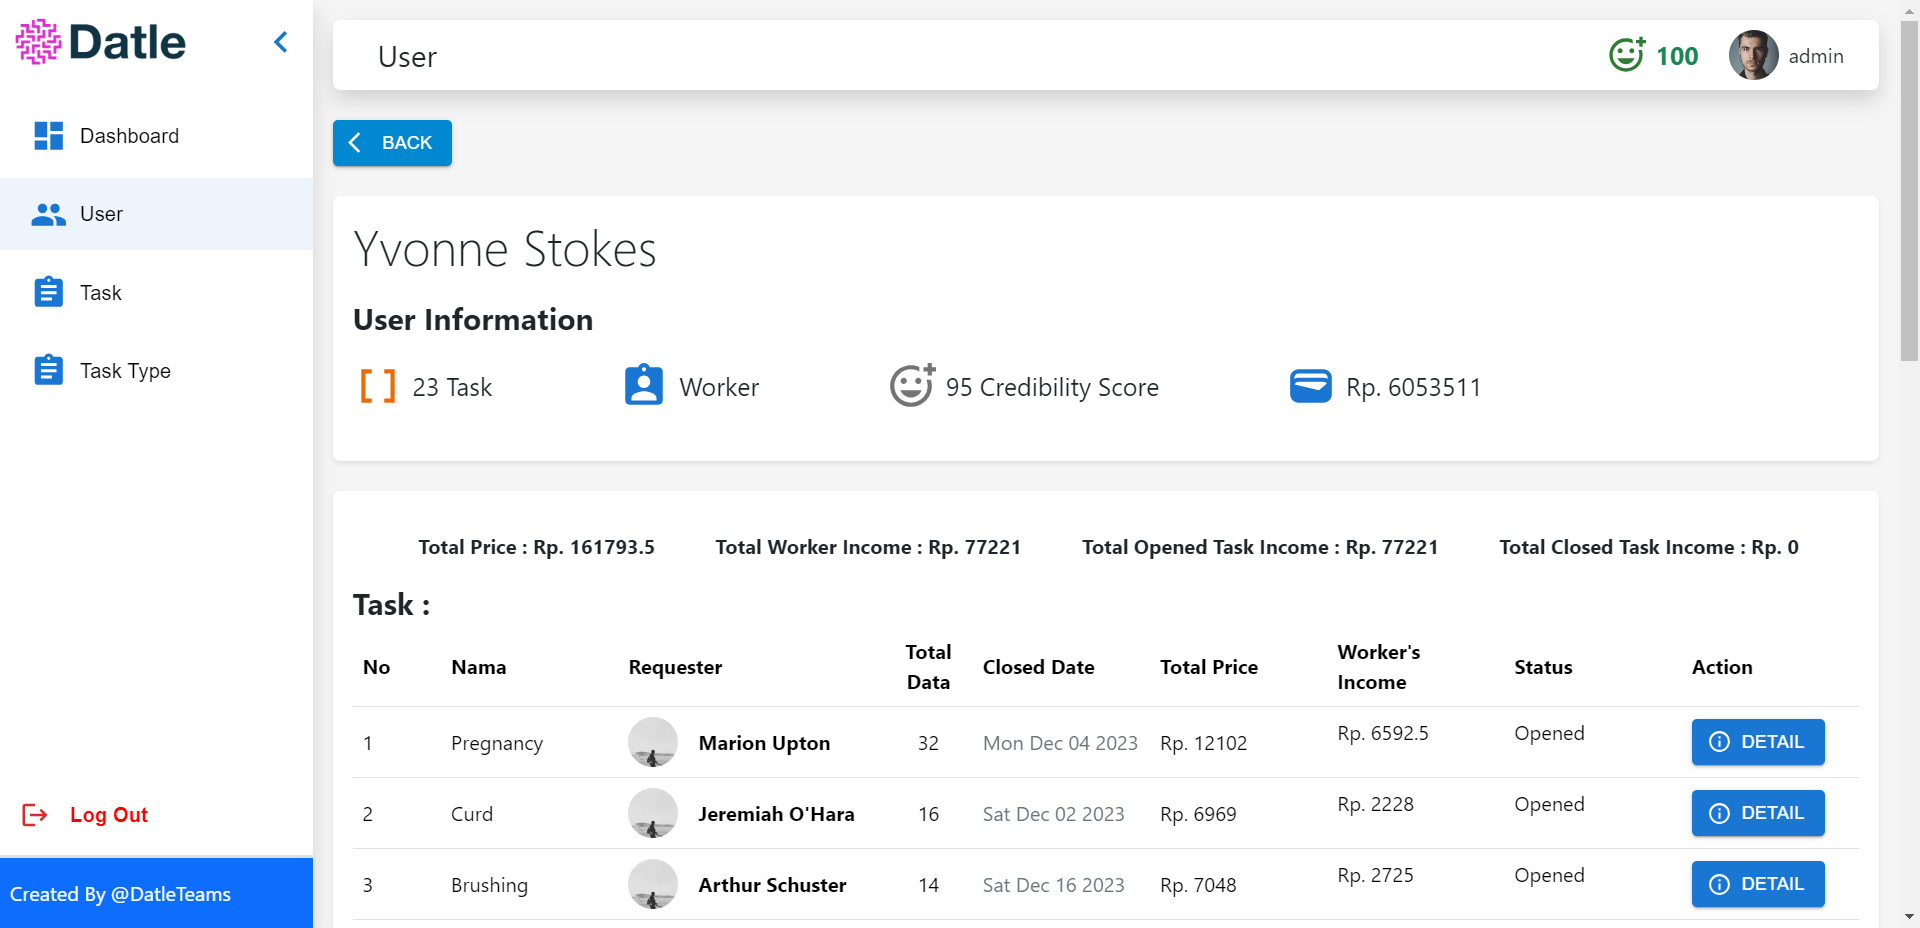 Datle
User
100
admin
Dashboard
BACK
User
Yvonne Stokes
Task
User Information
Task Type
23 Task
Worker
95 Credibility Score
Rp. 6053511
Total Price : Rp. 161793.5
Total Worker Income : Rp. 77221
Total Opened Task Income : Rp. 77221
Total Closed Task Income : Rp. 0
Task :
No Nama Requester Total Data Closed Date Total Price Worker's Income Status Action
1 Pregnancy Marion Upton 32 Mon Dec 04 2023 Rp. 12102 Rp. 6592.5 Opened DETAIL
2 Curd Jeremiah O'Hara 16 Sat Dec 02 2023 Rp. 6969 Rp. 2228 Opened DETAIL
3 Brushing Arthur Schuster 14 Sat Dec 16 2023 Rp. 7048 Rp. 2725 Opened DETAIL
Log Out
Created By @DatleTeams